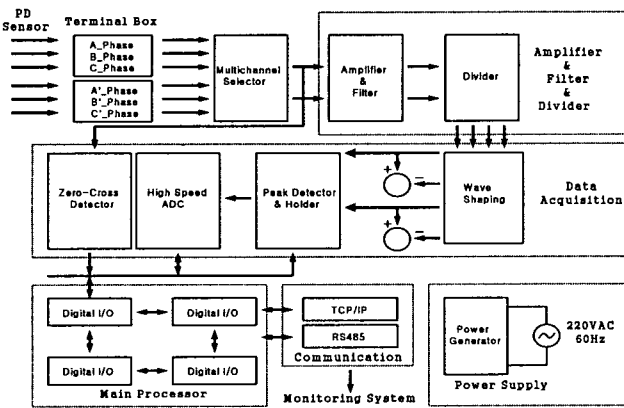 PD
Sensor
Terminal Box
A_Phase
B_Phase
C_Phase
A'_Phase
B'_Phase
C'_Phase
Multichannel
Selector
Amplifier
&
Filter
Divider
Amplifier
&
Filter
&
Divider
Zero-Cross
Detector
High Speed
ADC
Peak Detector
& Holder
+
−
+
−
Wave
Shaping
Data
Acquisition
Digital I/O
Digital I/O
Digital I/O
Digital I/O
Main Processor
TCP/IP
RS485
Communication
Monitoring System
Power
Generator
220VAC
60Hz
Power Supply